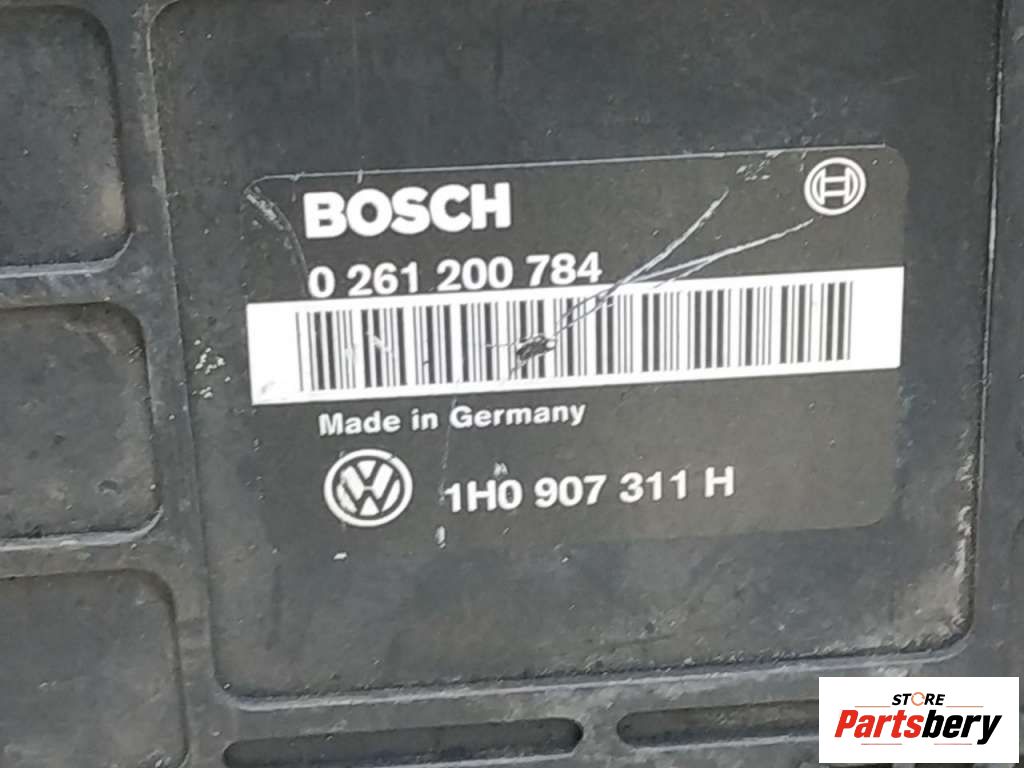 BOSCH
0 261 200 784
Made in Germany
1H0 907 311 H
STORE
Partsbery